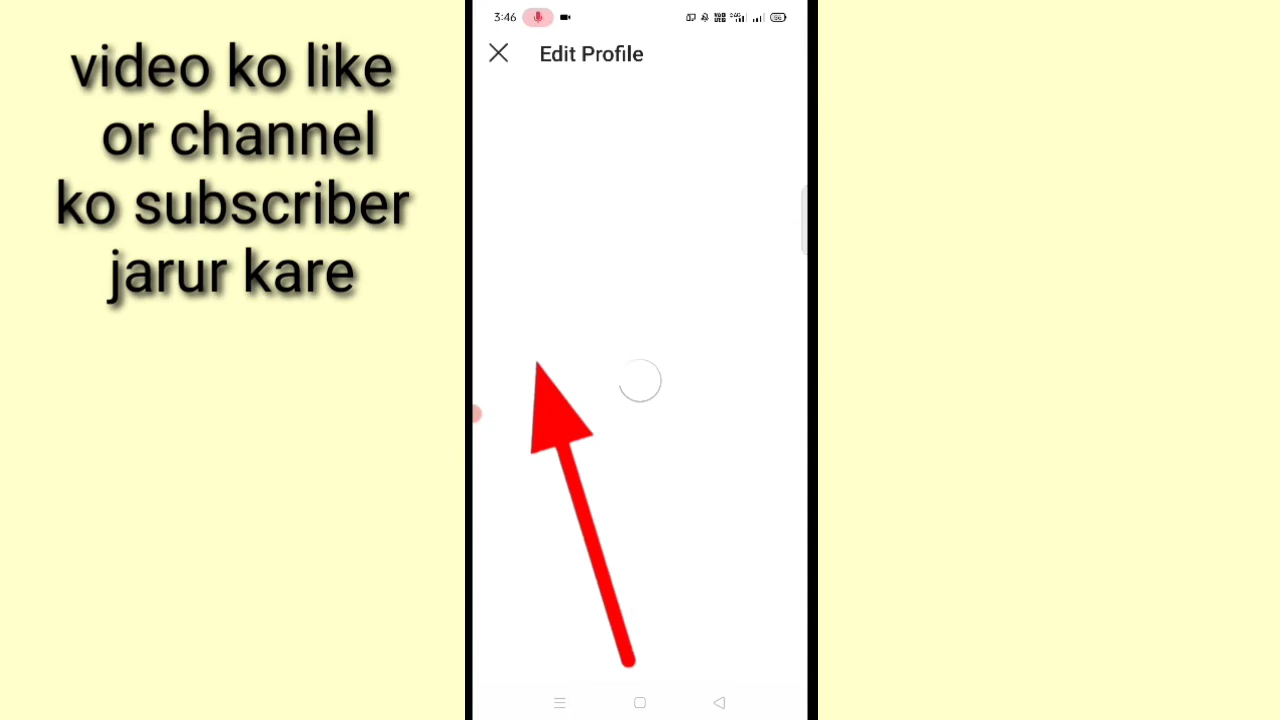 video ko like
or channel
ko subscriber
jarur kare
3:46
Edit Profile